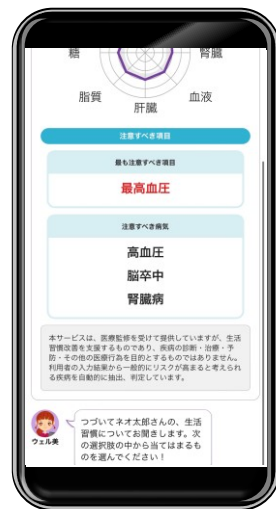 糖
腎臓
脂質
血液
肝臓
注意すべき項目
最も注意すべき項目
最高血圧
注意すべき病気
高血圧
脳卒中
腎臓病
本サービスは、医療監修を受けて提供していますが、生活
習慣改善を支援するものであり、疾病の診断・治療・予
防・その他の医療行為を目的とするものではありません。
利用者の入力結果から一般的にリスクが高まると考えられ
る疾病を自動的に抽出、判定しています。
つづいてネオ太郎さんの、生活
習慣についてお聞きします。次
の選択肢の中から当てはまるも
のを選んでください!
ウェル美